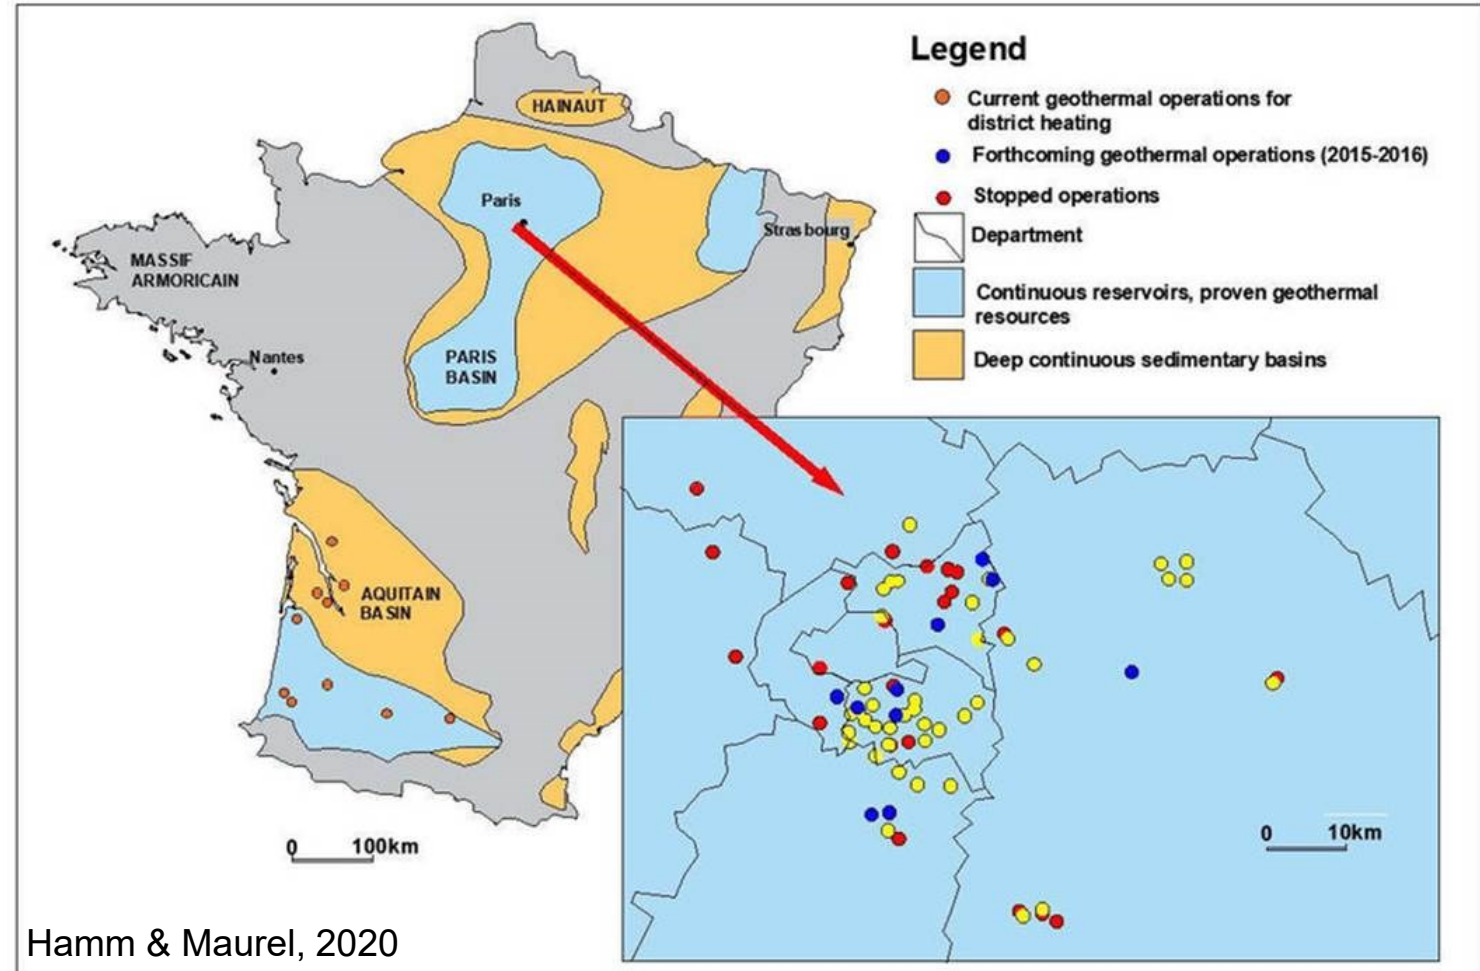 Legend
Current geothermal operations for
district heating
Forthcoming geothermal operations (2015-2016)
Stopped operations
Department
Continuous reservoirs, proven geothermal
resources
Deep continuous sedimentary basins
HAINAUT
Paris
Strasbourg
MASSIF
ARMORICAIN
Nantes
PARIS
BASIN
AQUITAIN
BASIN
0 100km
0 10km
Hamm & Maurel, 2020